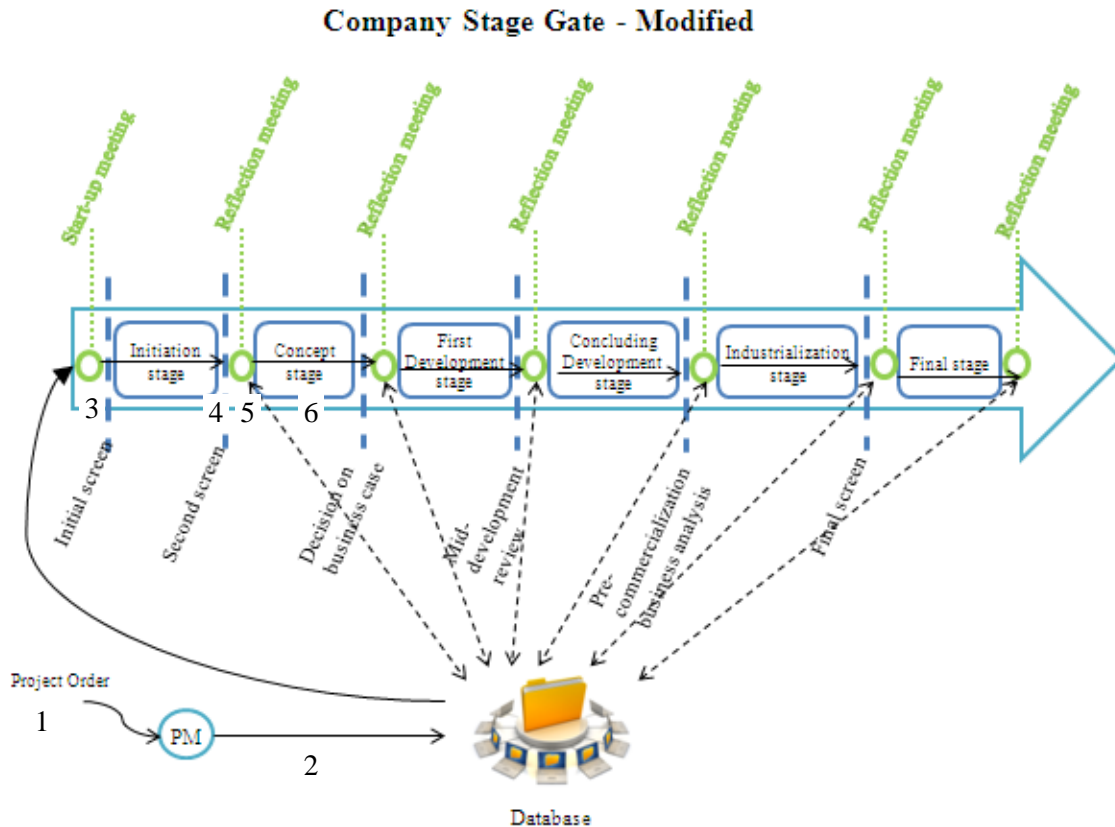 Company Stage Gate - Modified
Start-up meeting
Reflection meeting
Reflection meeting
Reflection meeting
Reflection meeting
Reflection meeting
Reflection meeting
Initiation
stage
Concept
stage
First
Development
stage
Concluding
Development
stage
Industrialization
stage
Final stage
3
4
5
6
Initial screen
Second screen
Decision on
business case
Mid-
development
review
Pre-
commercialization
business analysis
Final screen
Project Order
1
PM
2
Database